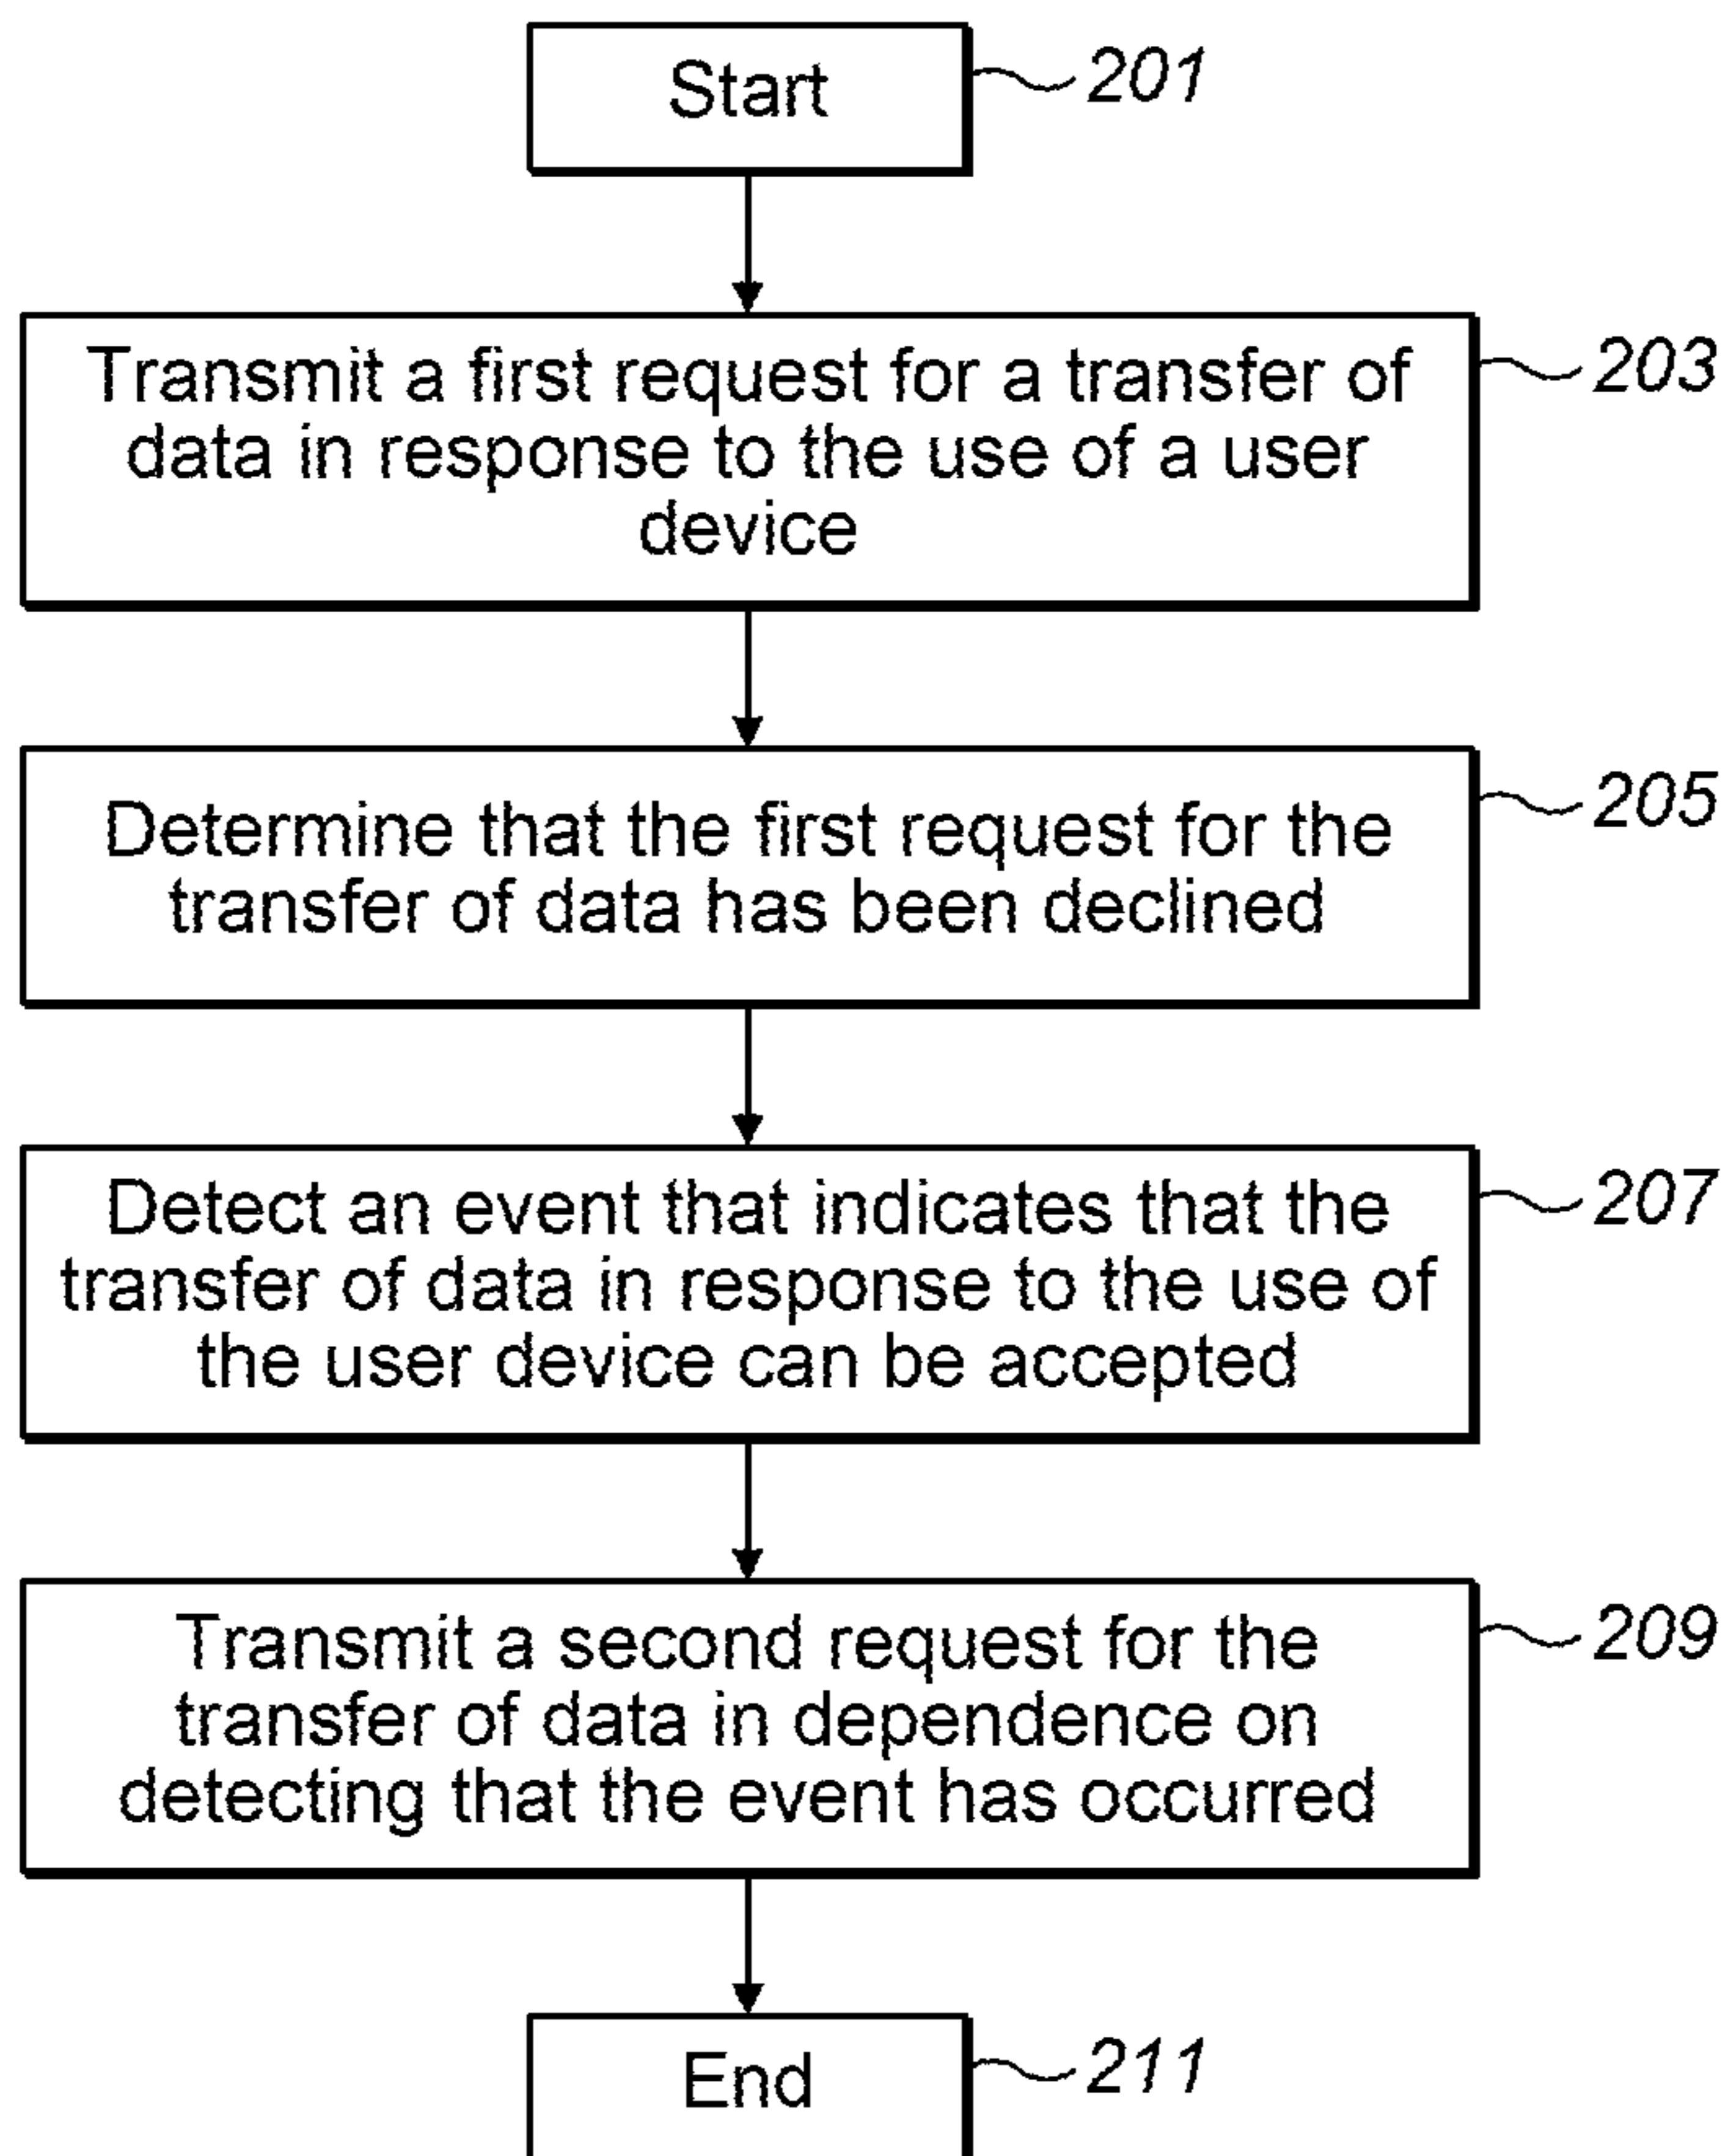 Start
201
Transmit a first request for a transfer of
data in response to the use of a user
device
203
Determine that the first request for the
transfer of data has been declined
205
Detect an event that indicates that the
transfer of data in response to the use of
the user device can be accepted
207
Transmit a second request for the
transfer of data in dependence on
detecting that the event has occurred
209
End
211